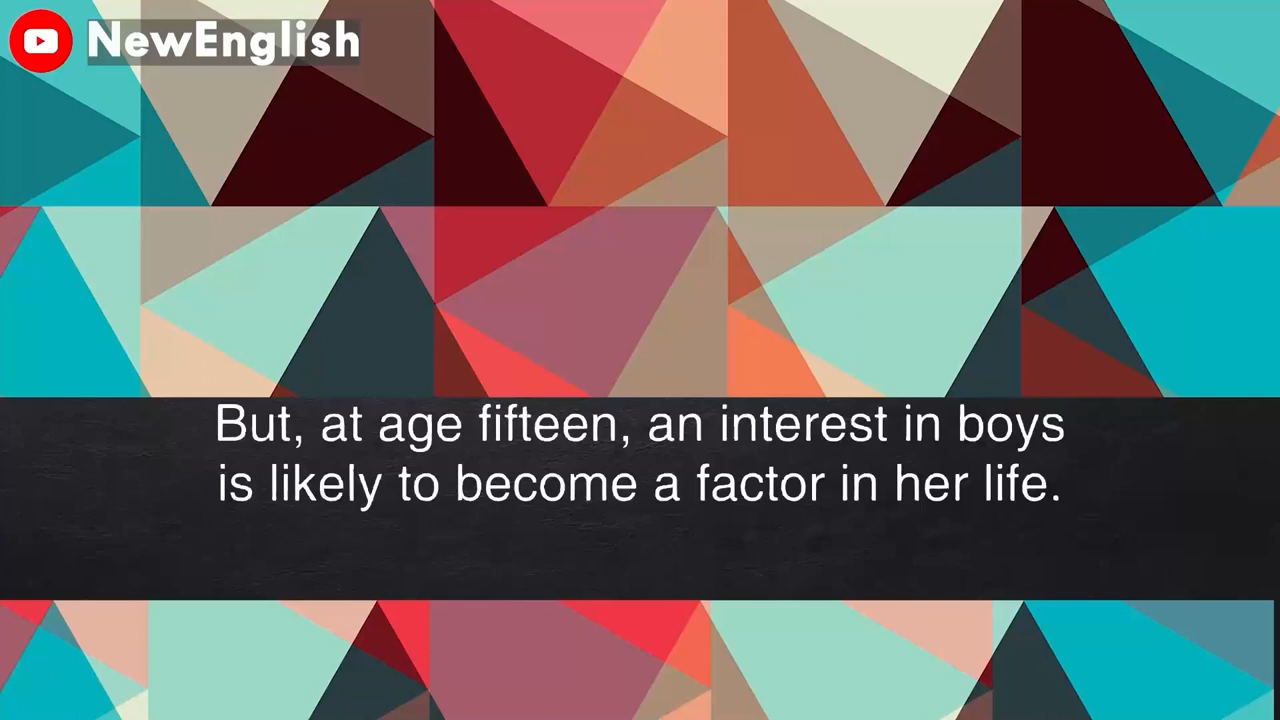 NewEnglish
But, at age fifteen, an interest in boys
is likely to become a factor in her life.